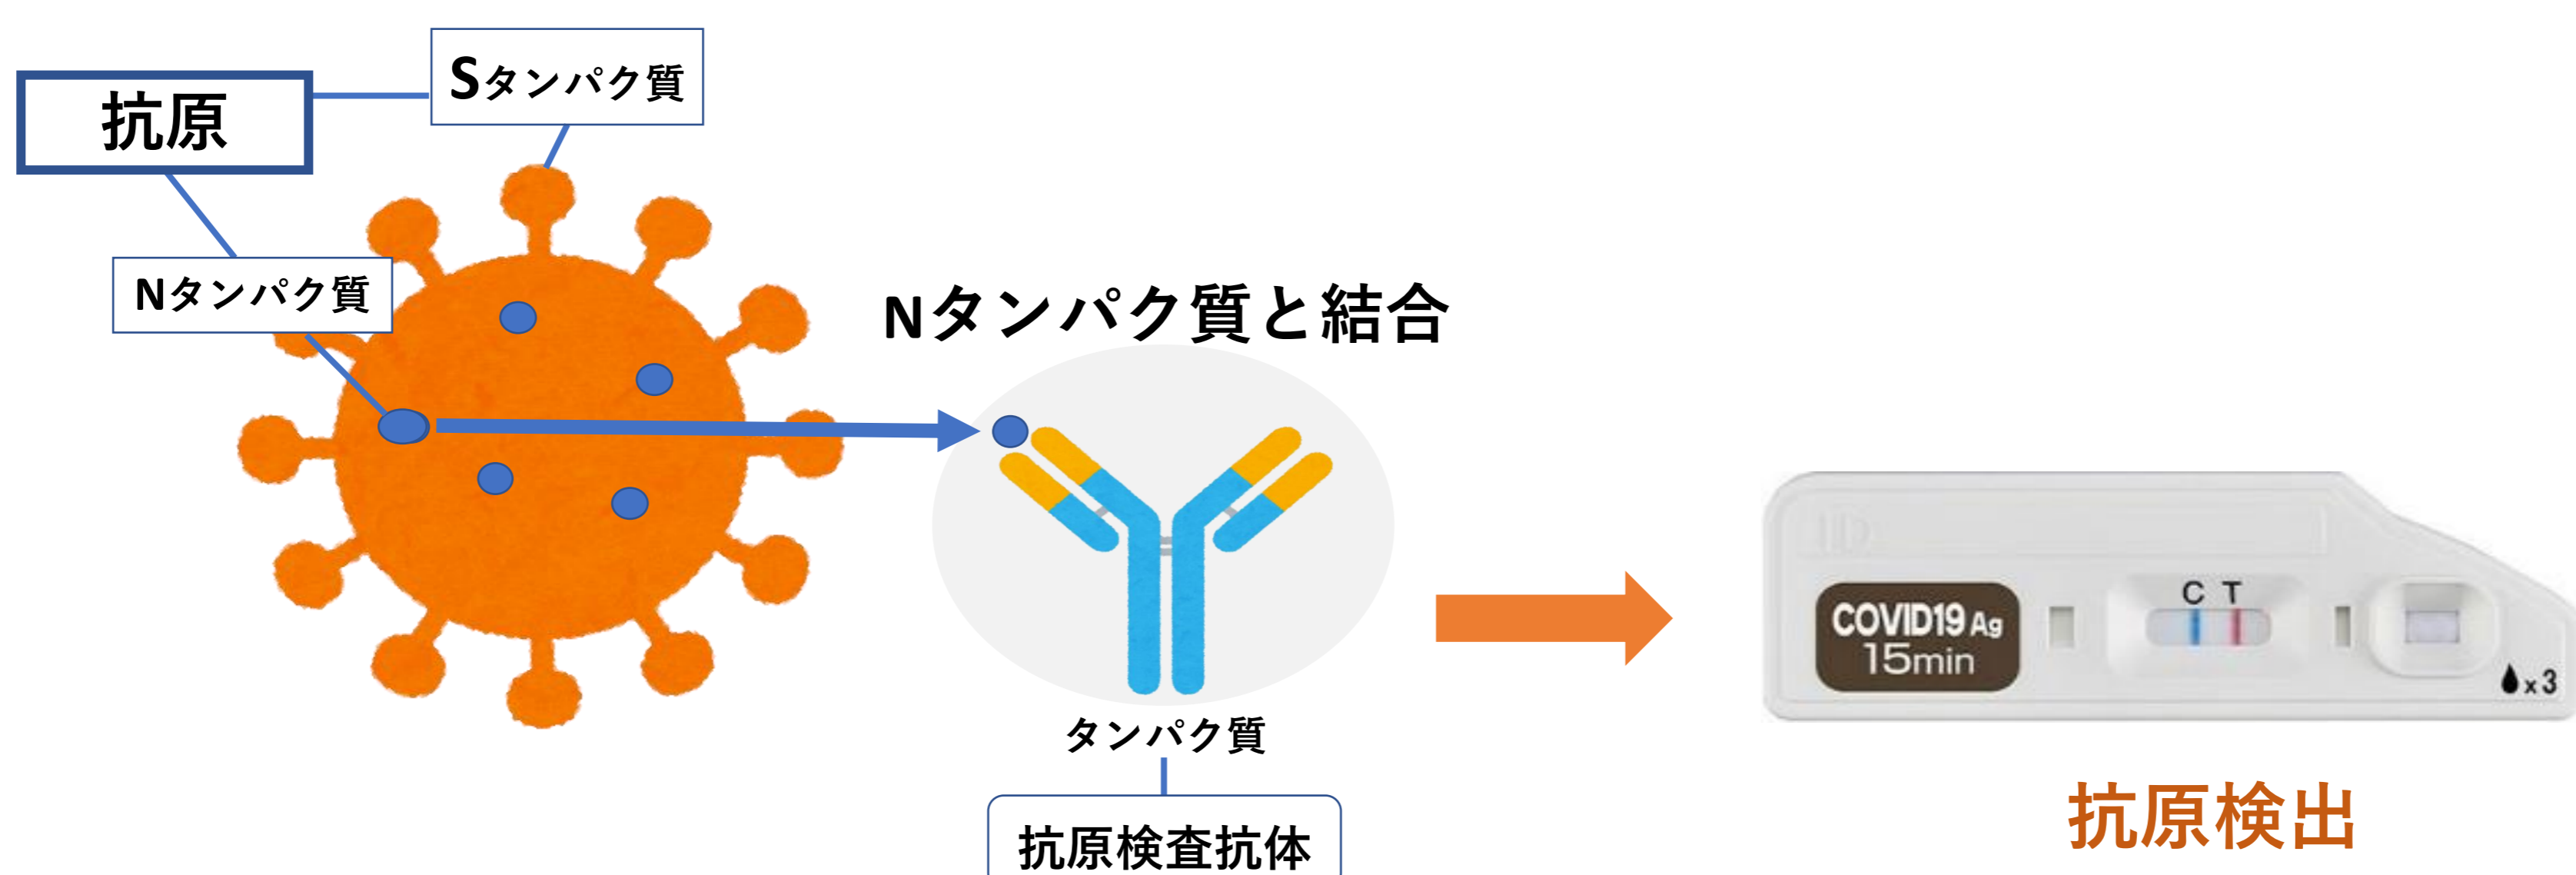 抗原
Sタンパク質
Nタンパク質
Nタンパク質と結合
タンパク質
抗原検査抗体
C T
COVID19 Ag
15min
x3
抗原検出